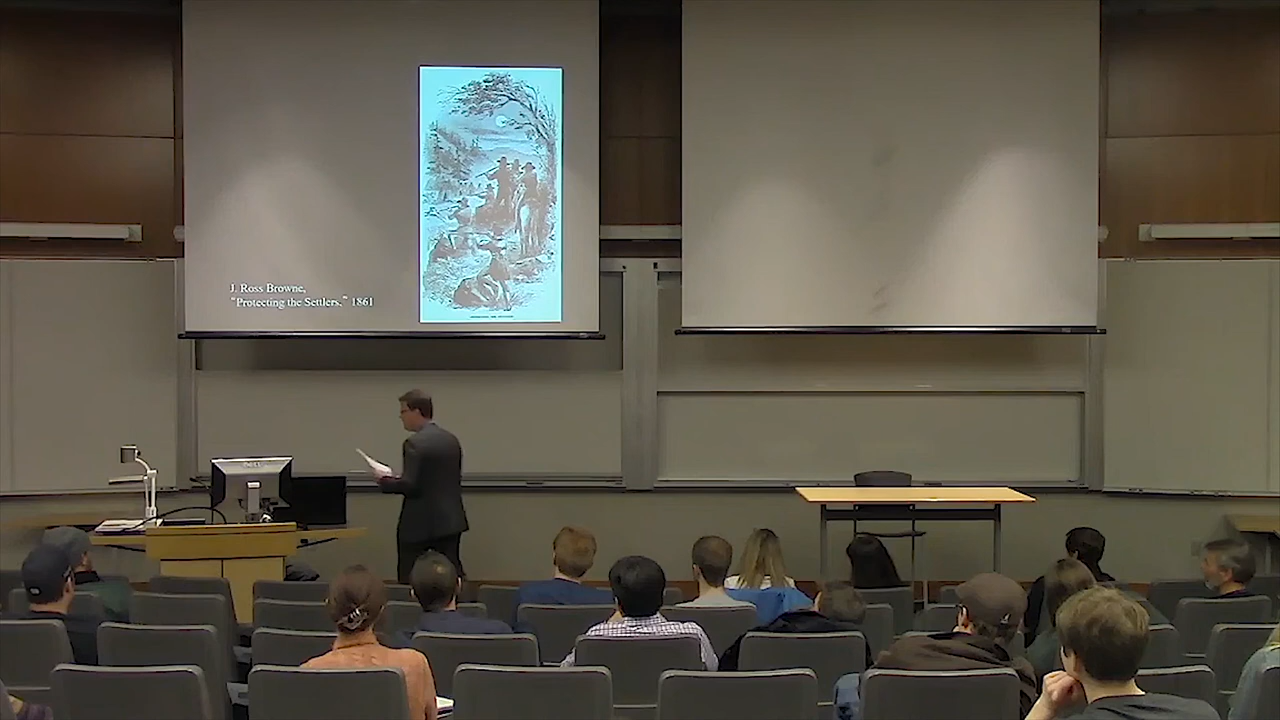 J. Ross Browne,
"Protecting the Settlers," 1861